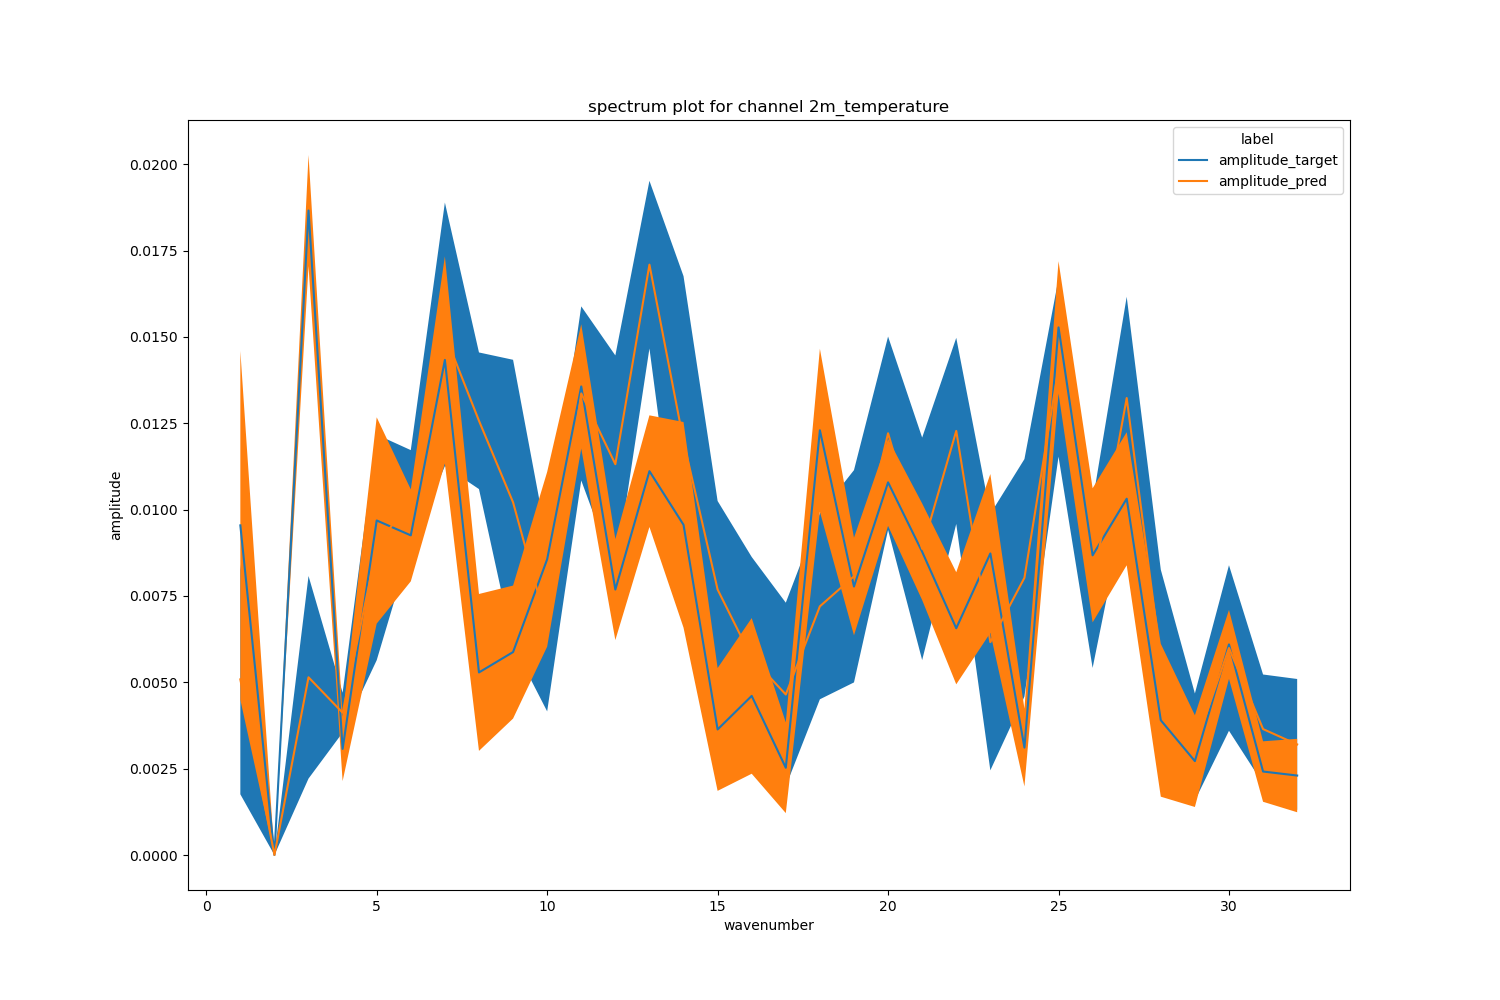 spectrum plot for channel 2m_temperature
label
amplitude_target
amplitude_pred
0.0200
0.0175
0.0150
0.0125
0.0100
0.0075
0.0050
0.0025
0.0000
amplitude
0 5 10 15 20 25 30
wavenumber